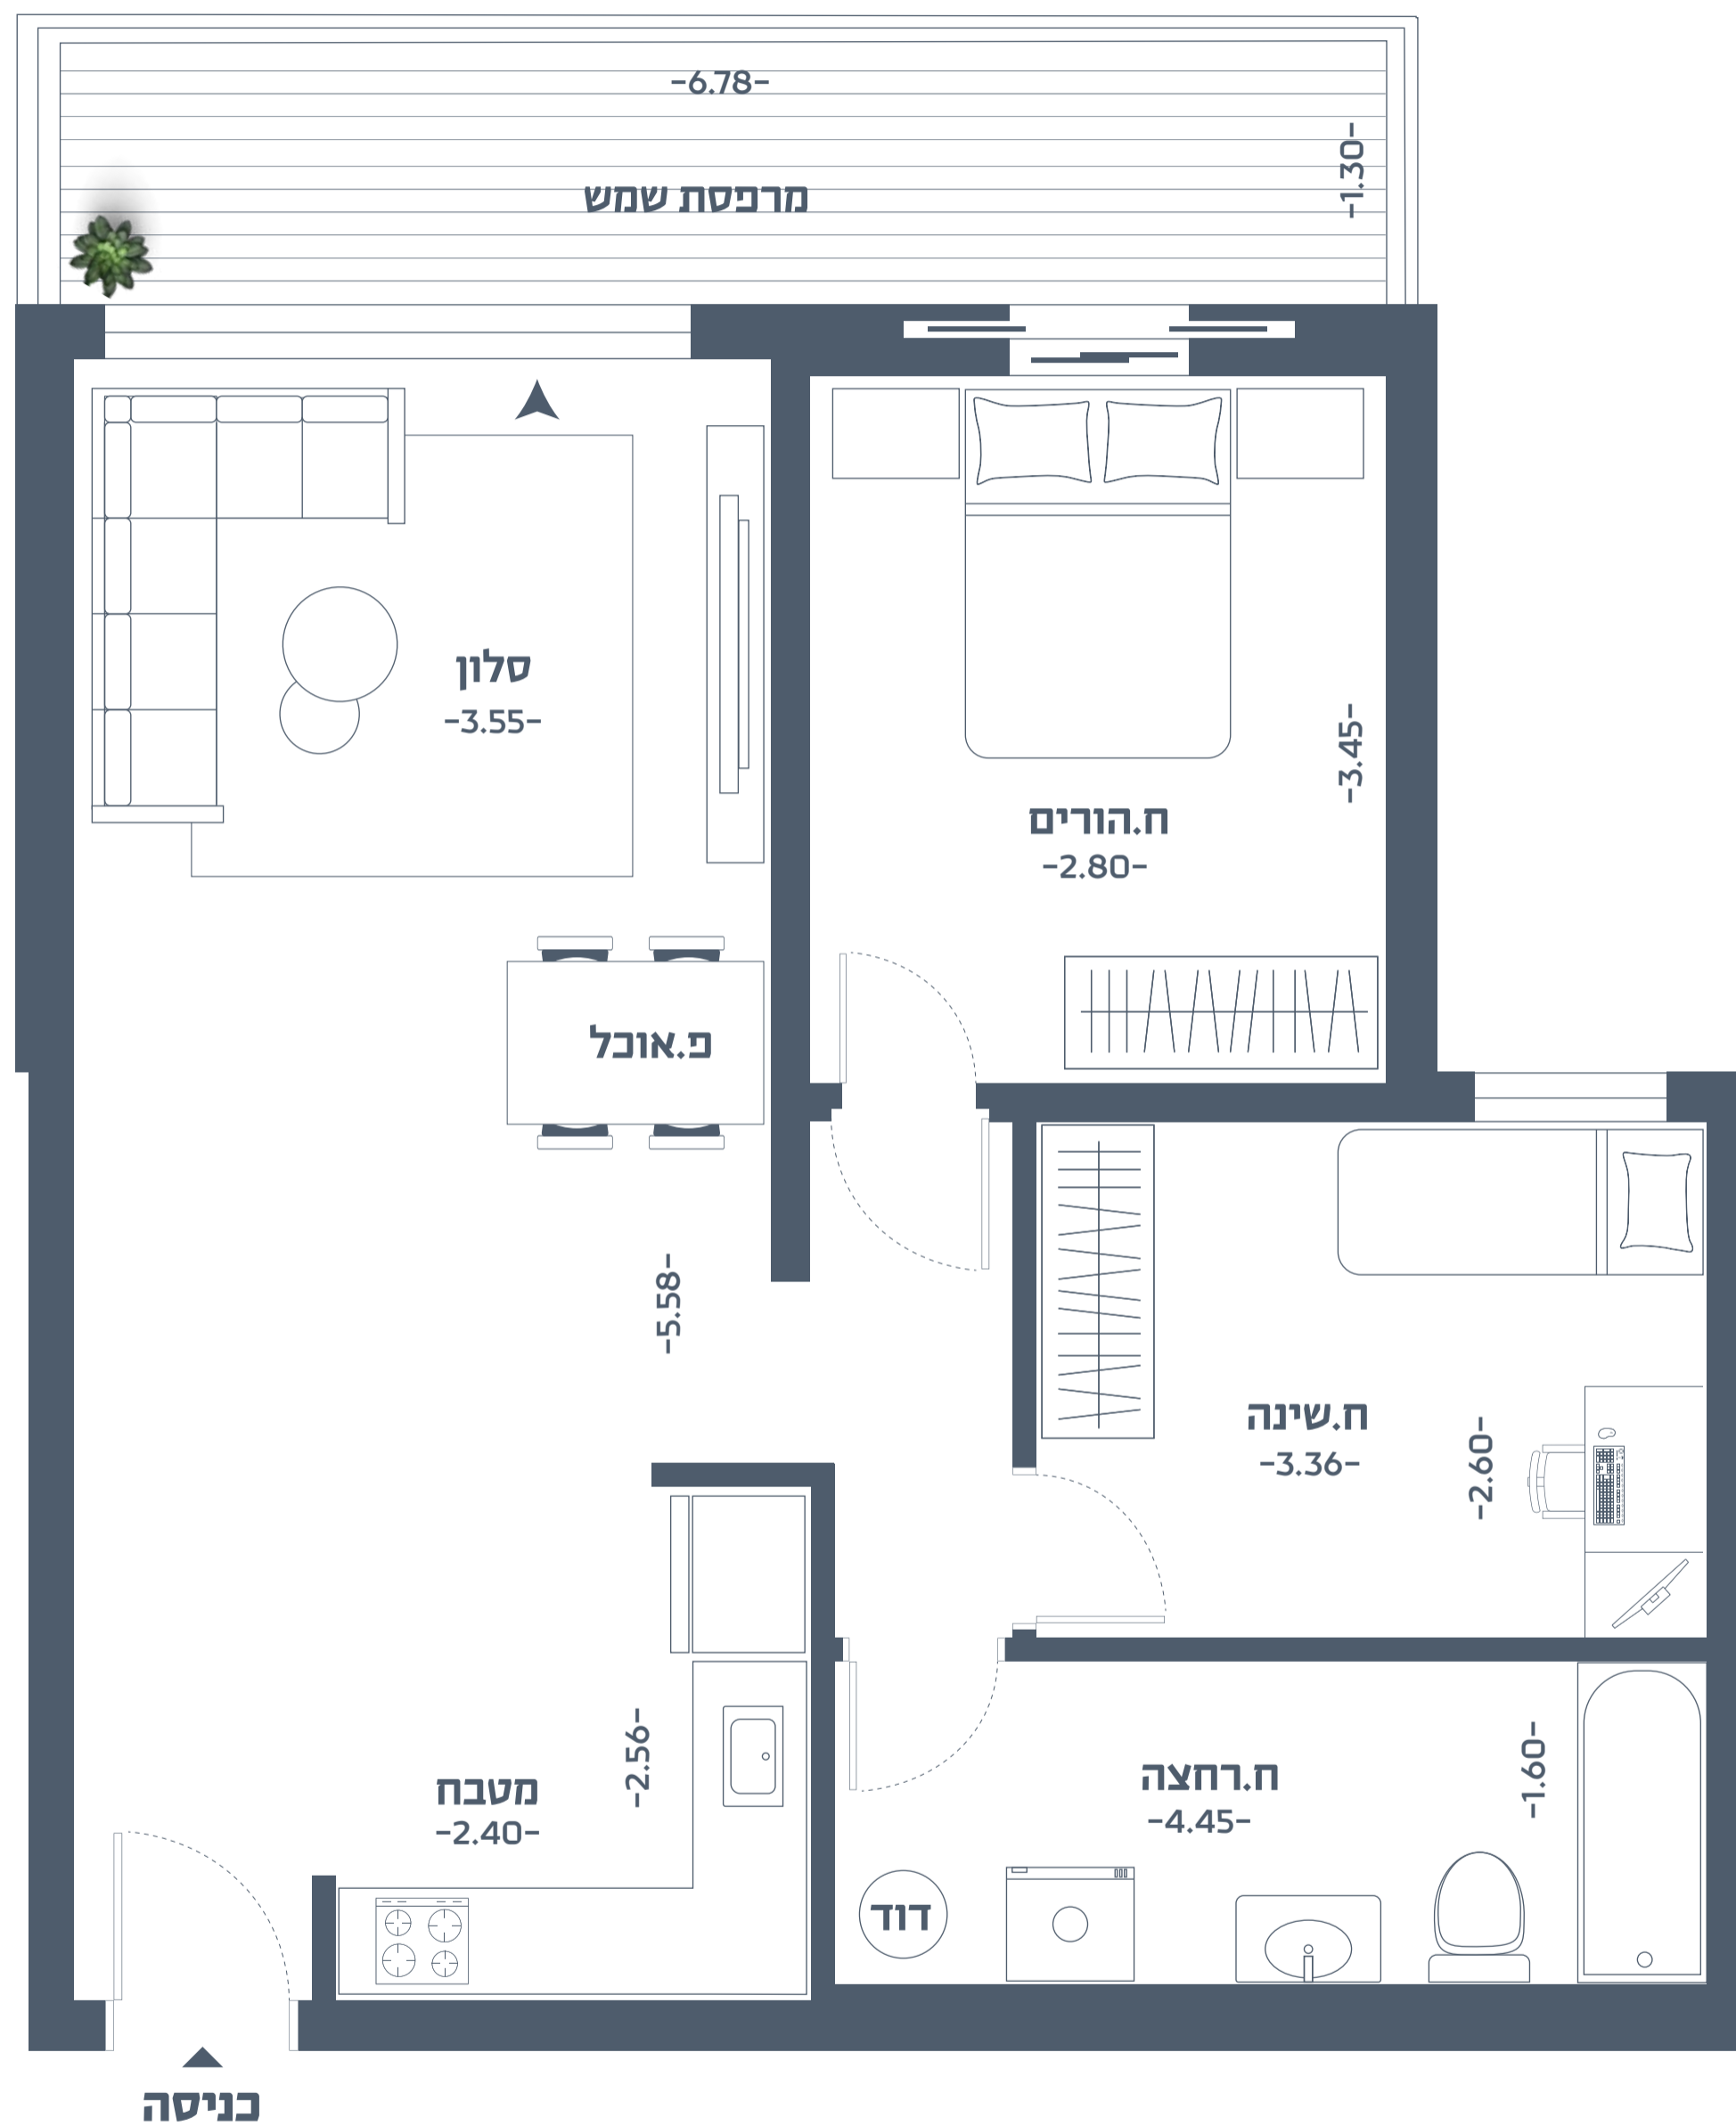 -6.78-
-1.30-
מרפסת שמש
סלון
-3.55-
-3.45-
ח.הורים
-2.80-
פ.אוכל
-5.58-
ח.שינה
-3.36-
-2.60-
-2.56-
משבח
-2.40-
ח.רחצה
-4.45-
-1.60-
דוד
כניסה